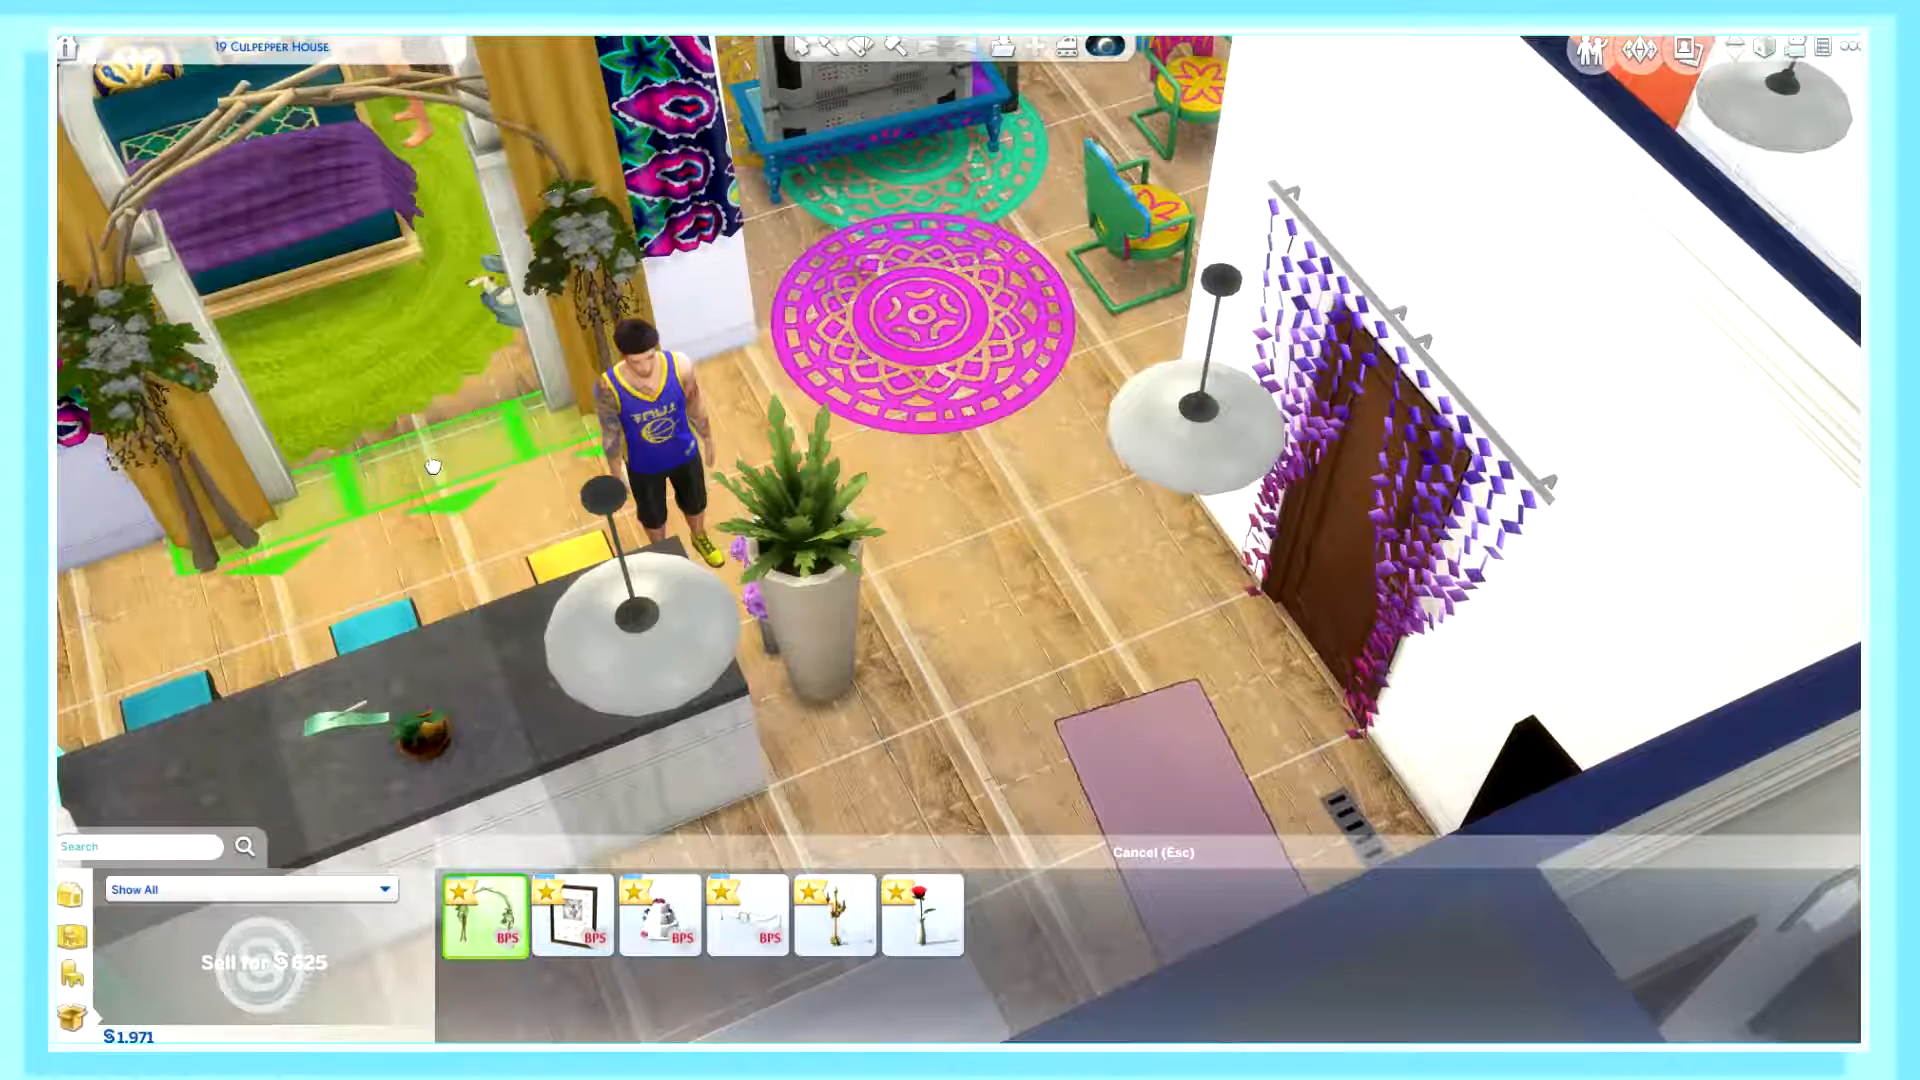 19 CULPEPPER HOUSE
Search
Cancel (Esc)
Show All
BPS
BPS
BPS
BPS
Sell for §625
§1,971